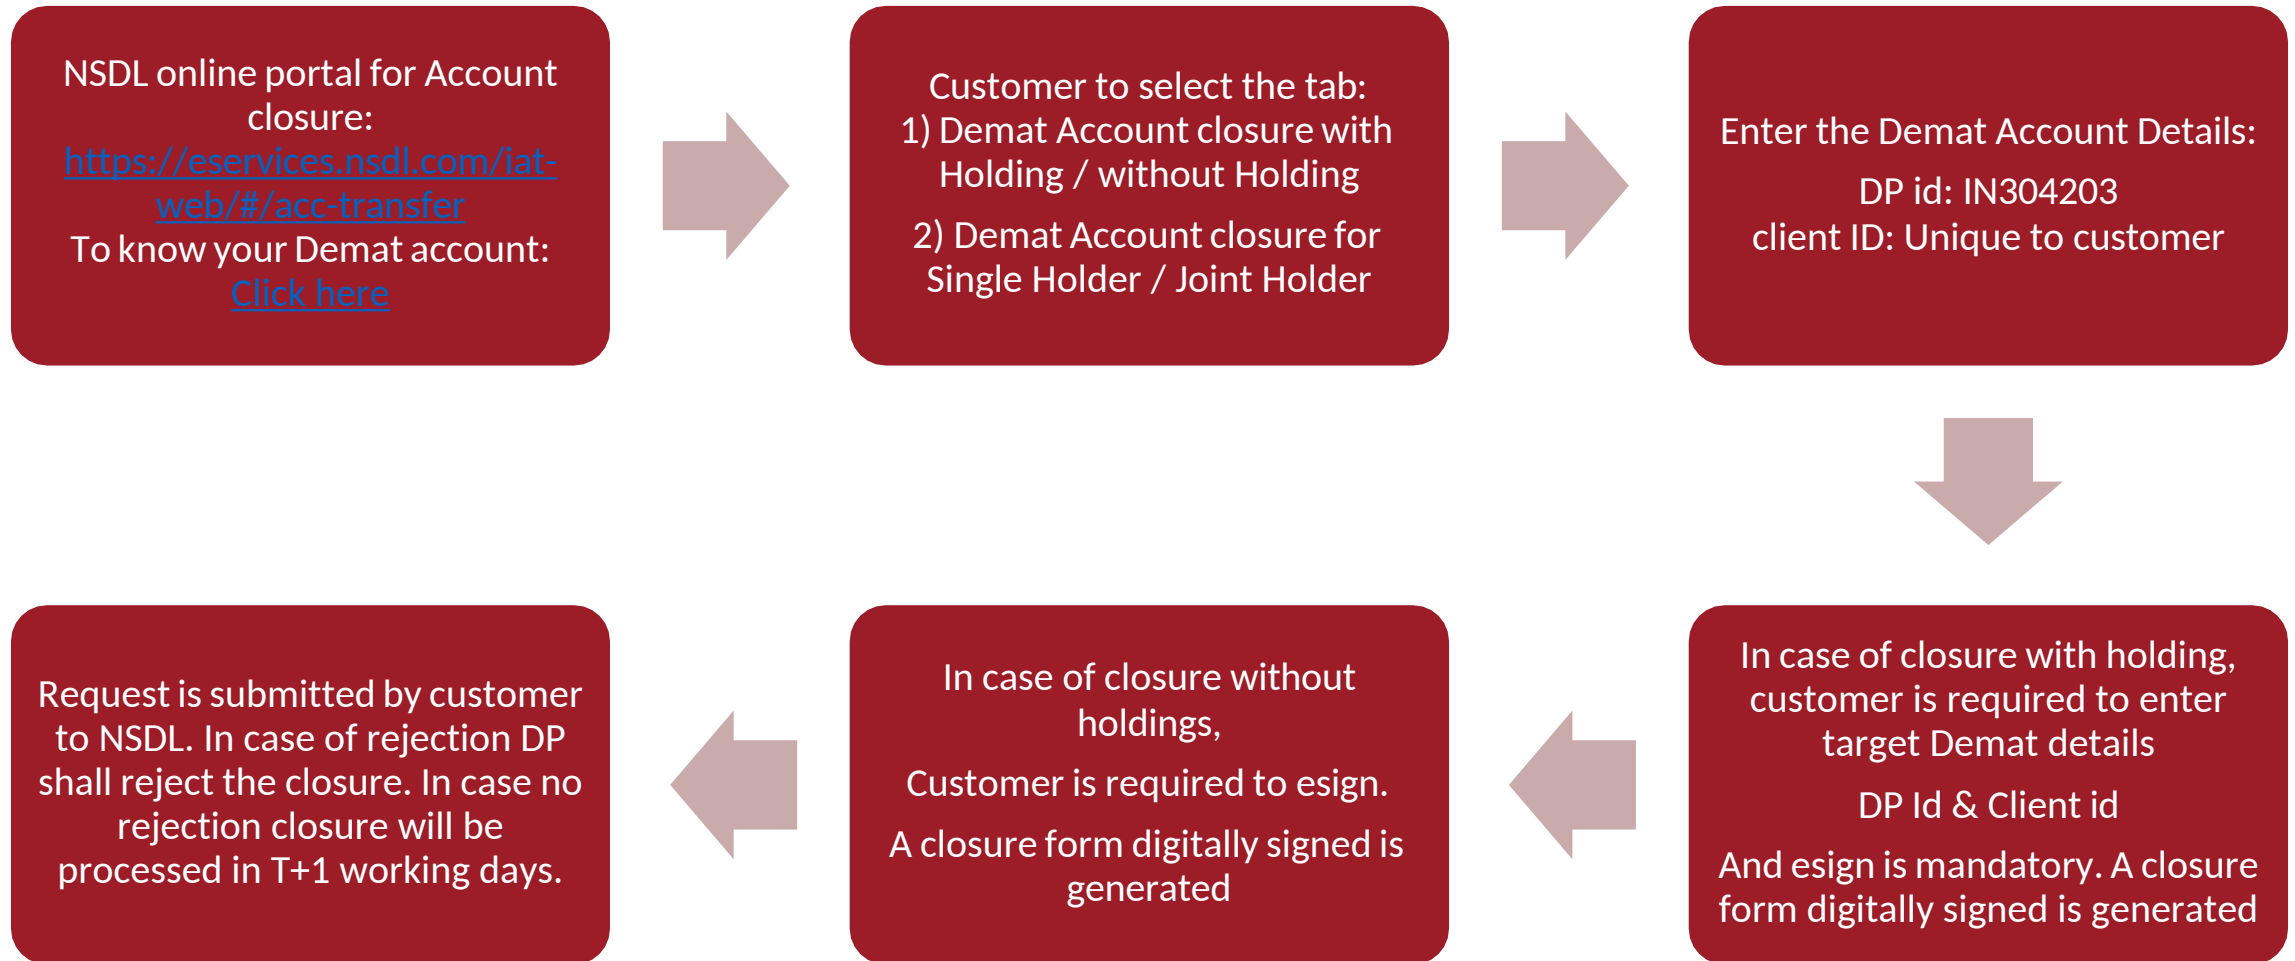 NSDL online portal for Account
closure:
https://eservices.nsdl.com/iat-
web/#/acc-transfer
To know your Demat account:
Click here
Customer to select the tab:
1) Demat Account closure with
Holding / without Holding
2) Demat Account closure for
Single Holder / Joint Holder
Enter the Demat Account Details:
DP id: IN304203
client ID: Unique to customer
In case of closure with holding,
customer is required to enter
target Demat details
DP Id & Client id
And esign is mandatory. A closure
form digitally signed is generated
In case of closure without
holdings,
Customer is required to esign.
A closure form digitally signed is
generated
Request is submitted by customer
to NSDL. In case of rejection DP
shall reject the closure. In case no
rejection closure will be
processed in T+1 working days.